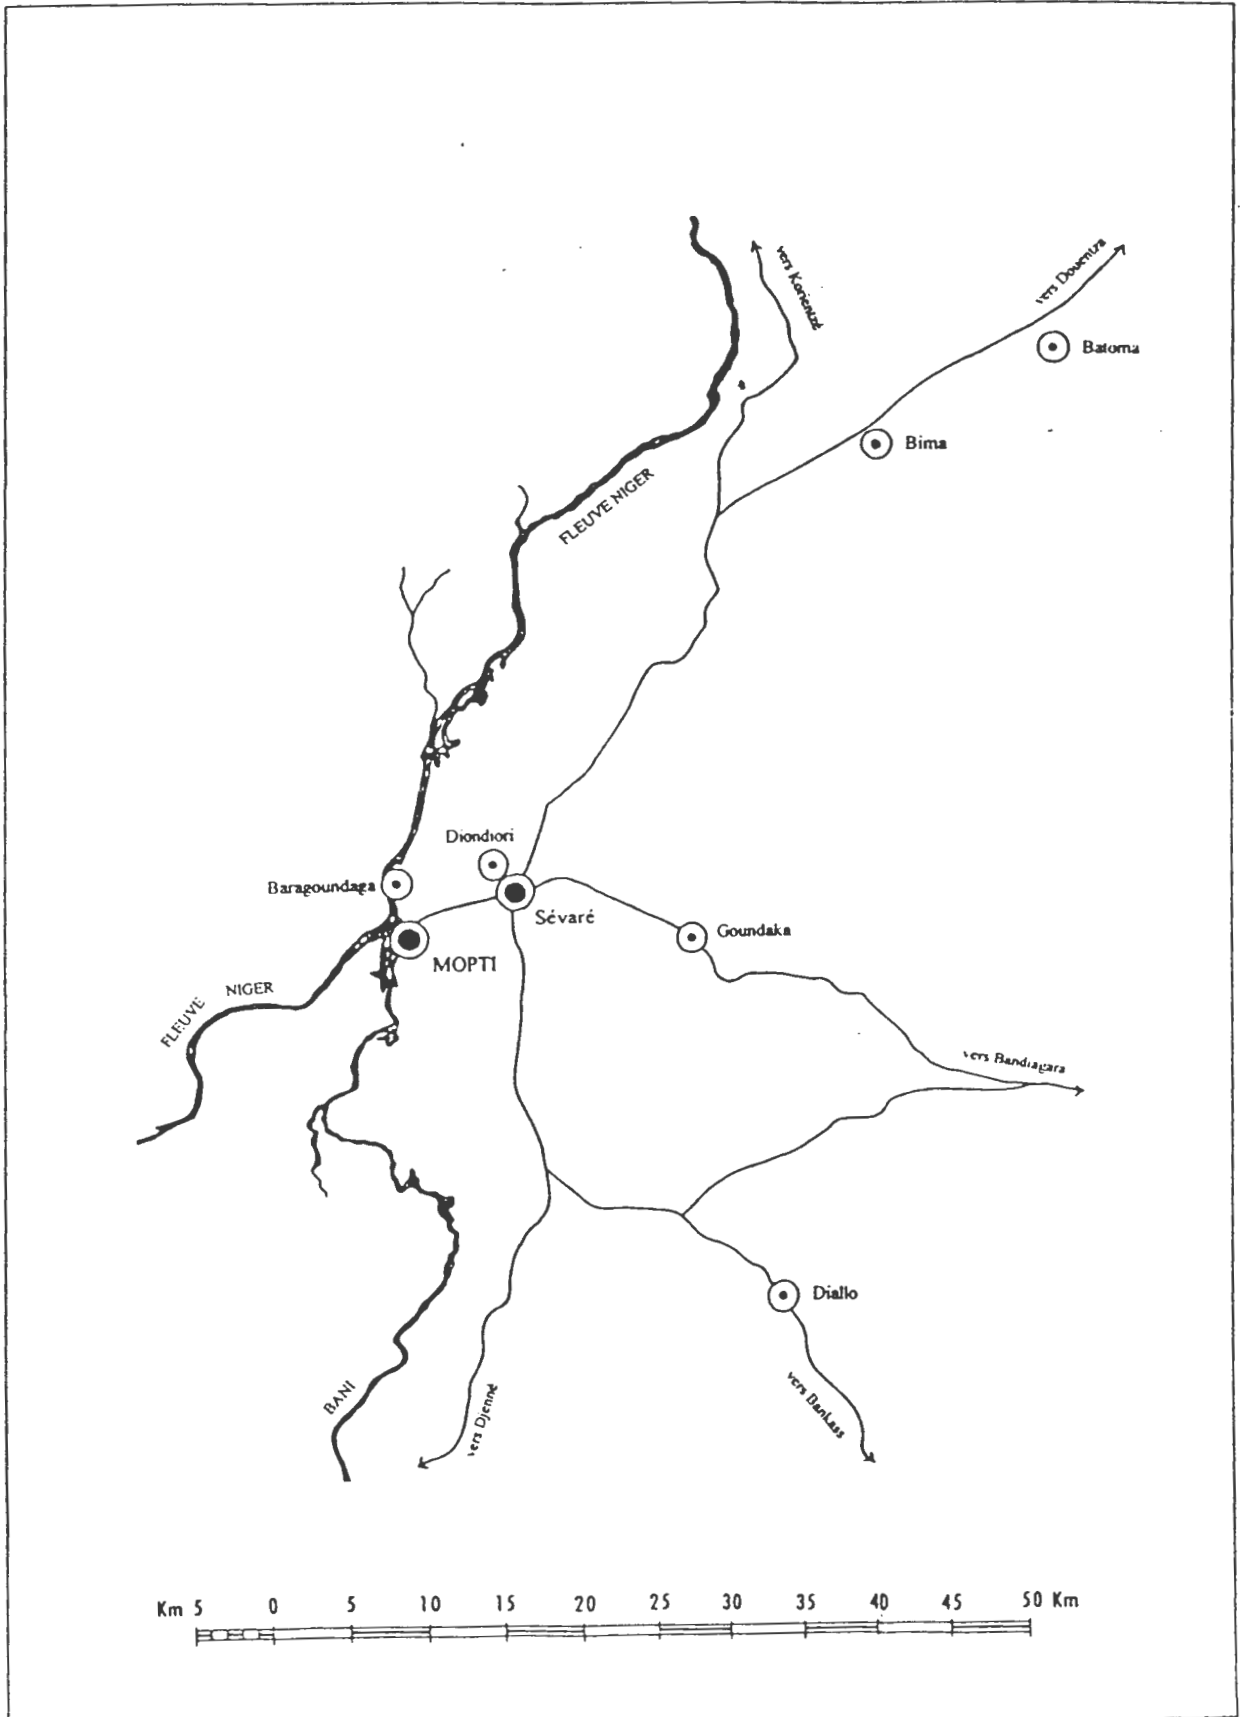 vers Korientzé
vers Douentza
Batoma
Bima
FLEUVE NIGER
Diondiori
Baragoundaga
Sévaré
Goundaka
MOPTI
FLEUVE NIGER
vers Bandiagara
Diallo
BANI
vers Djenné
vers Bankass
Km 5 0 5 10 15 20 25 30 35 40 45 50 Km